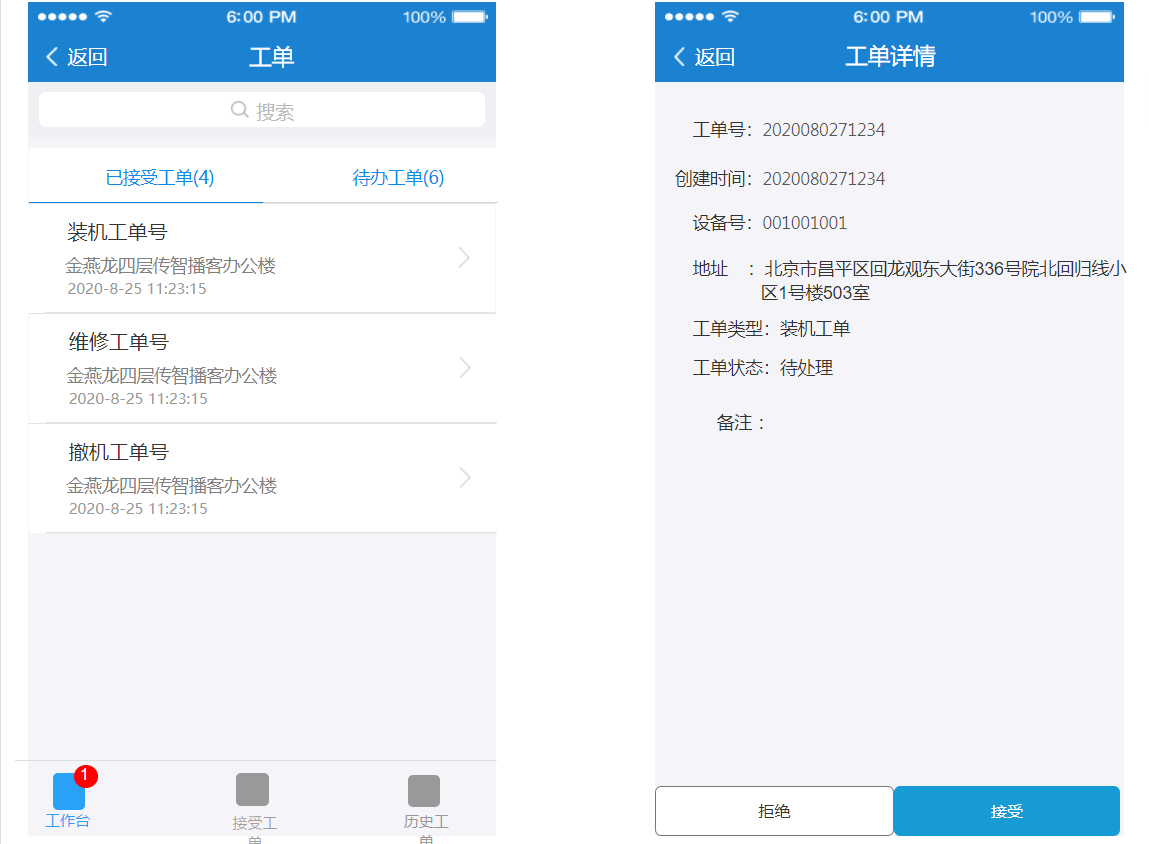 6:00 PM 100%
返回 工单
搜索
已接受工单(4) 待办工单(6)
装机工单号
金燕龙四层传智播客办公楼
2020-8-25 11:23:15
维修工单号
金燕龙四层传智播客办公楼
2020-8-25 11:23:15
撤机工单号
金燕龙四层传智播客办公楼
2020-8-25 11:23:15
1
工作台
接受工
单
历史工
单
6:00 PM 100%
返回 工单详情
工单号：2020080271234
创建时间：2020080271234
设备号：001001001
地址 ：北京市昌平区回龙观东大街336号院北回归线小
区1号楼503室
工单类型：装机工单
工单状态：待处理
备注：
拒绝 接受